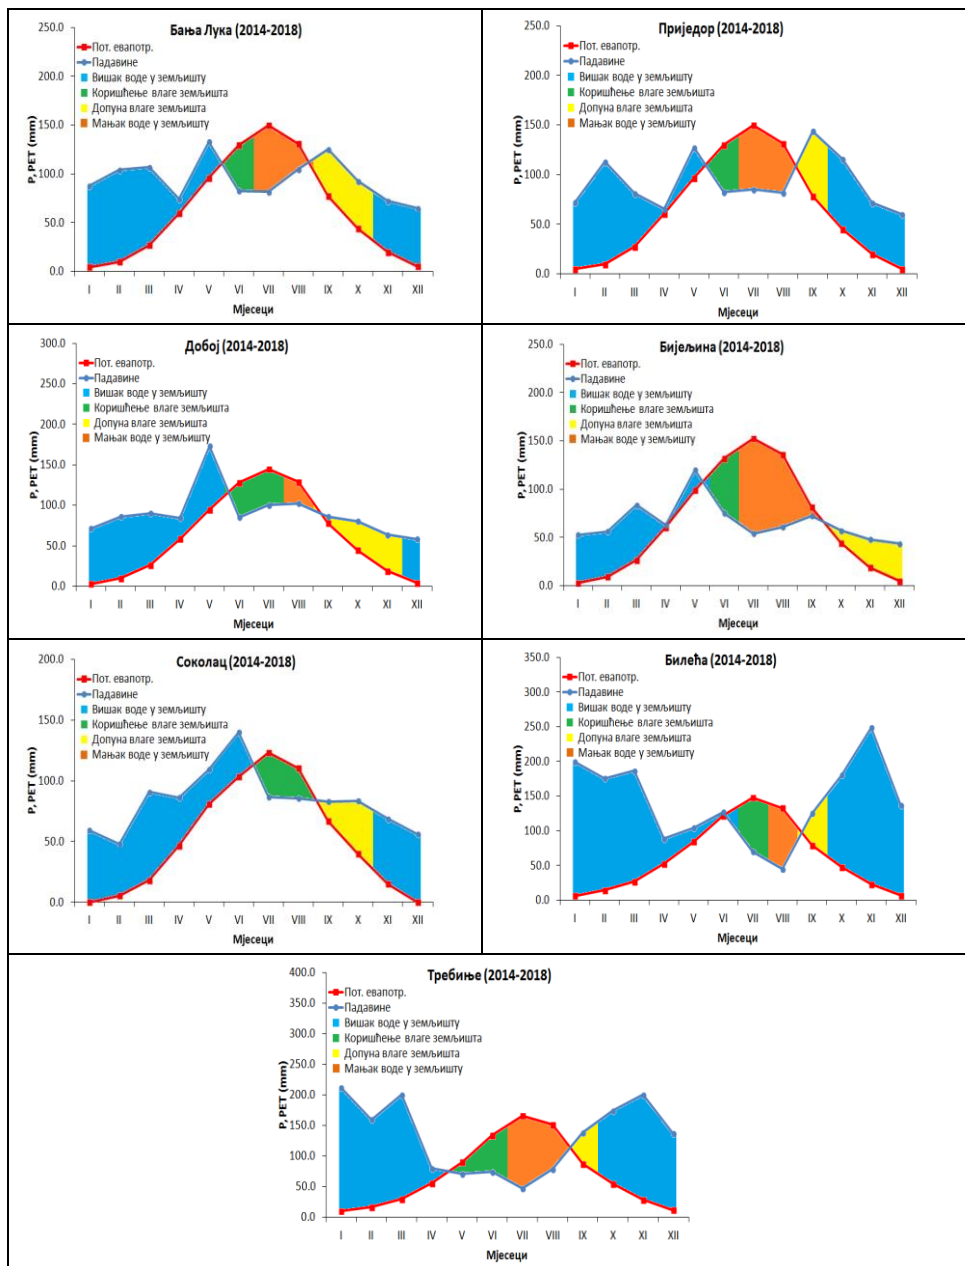 Бања Лука (2014-2018)
250.0
200.0
150.0
100.0
50.0
0.0
P, PET (mm)
Пот. евапотр.
Падавине
Вишак воде у земљишту
Коришћење влаге земљишта
Допуна влаге земљишта
Мањак воде у земљишту
I II III IV V VI VII VIII IX X XI XII
Мјесеци
Приједор (2014-2018)
250.0
200.0
150.0
100.0
50.0
0.0
P, PET (mm)
Пот. евапотр.
Падавине
Вишак воде у земљишту
Коришћење влаге земљишта
Допуна влаге земљишта
Мањак воде у земљишту
I II III IV V VI VII VIII IX X XI XII
Мјесеци
Добој (2014-2018)
300.0
250.0
200.0
150.0
100.0
50.0
0.0
P, PET (mm)
Пот. евапотр.
Падавине
Вишак воде у земљишту
Коришћење влаге земљишта
Допуна влаге земљишта
Мањак воде у земљишту
I II III IV V VI VII VIII IX X XI XII
Мјесеци
Бијељина (2014-2018)
250.0
200.0
150.0
100.0
50.0
0.0
P, PET (mm)
Пот. евапотр.
Падавине
Вишак воде у земљишту
Коришћење влаге земљишта
Допуна влаге земљишта
Мањак воде у земљишту
I II III IV V VI VII VIII IX X XI XII
Мјесеци
Соколац (2014-2018)
200.0
150.0
100.0
50.0
0.0
P, PET (mm)
Пот. евапотр.
Падавине
Вишак воде у земљишту
Коришћење влаге земљишта
Допуна влаге земљишта
Мањак воде у земљишту
I II III IV V VI VII VIII IX X XI XII
Мјесеци
Билећа (2014-2018)
350.0
300.0
250.0
200.0
150.0
100.0
50.0
0.0
P, PET (mm)
Пот. евапотр.
Падавине
Вишак воде у земљишту
Коришћење влаге земљишта
Допуна влаге земљишта
Мањак воде у земљишту
I II III IV V VI VII VIII IX X XI XII
Мјесеци
Требиње (2014-2018)
400.0
350.0
300.0
250.0
200.0
150.0
100.0
50.0
0.0
P, PET (mm)
Пот. евапотр.
Падавине
Вишак воде у земљишту
Коришћење влаге земљишта
Допуна влаге земљишта
Мањак воде у земљишту
I II III IV V VI VII VIII IX X XI XII
Мјесеци